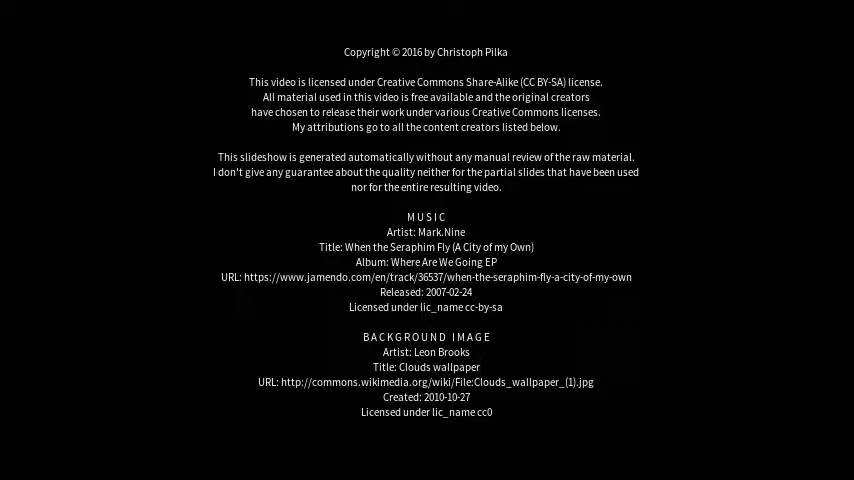 Copyright © 2016 by Christoph Pilka
This video is licensed under Creative Commons Share-Alike (CC BY-SA) license.
All material used in this video is free available and the original creators
have chosen to release their work under various Creative Commons licenses.
My attributions go to all the content creators listed below.
This slideshow is generated automatically without any manual review of the raw material.
I don't give any guarantee about the quality neither for the partial slides that have been used
nor for the entire resulting video.
M U S I C
Artist: Mark.Nine
Title: When the Seraphim Fly (A City of my Own)
Album: Where Are We Going EP
URL: https://www.jamendo.com/en/track/36537/when-the-seraphim-fly-a-city-of-my-own
Released: 2007-02-24
Licensed under lic_name cc-by-sa
B A C K G R O U N D   I M A G E
Artist: Leon Brooks
Title: Clouds wallpaper
URL: http://commons.wikimedia.org/wiki/File:Clouds_wallpaper_(1).jpg
Created: 2010-10-27
Licensed under lic_name cc0